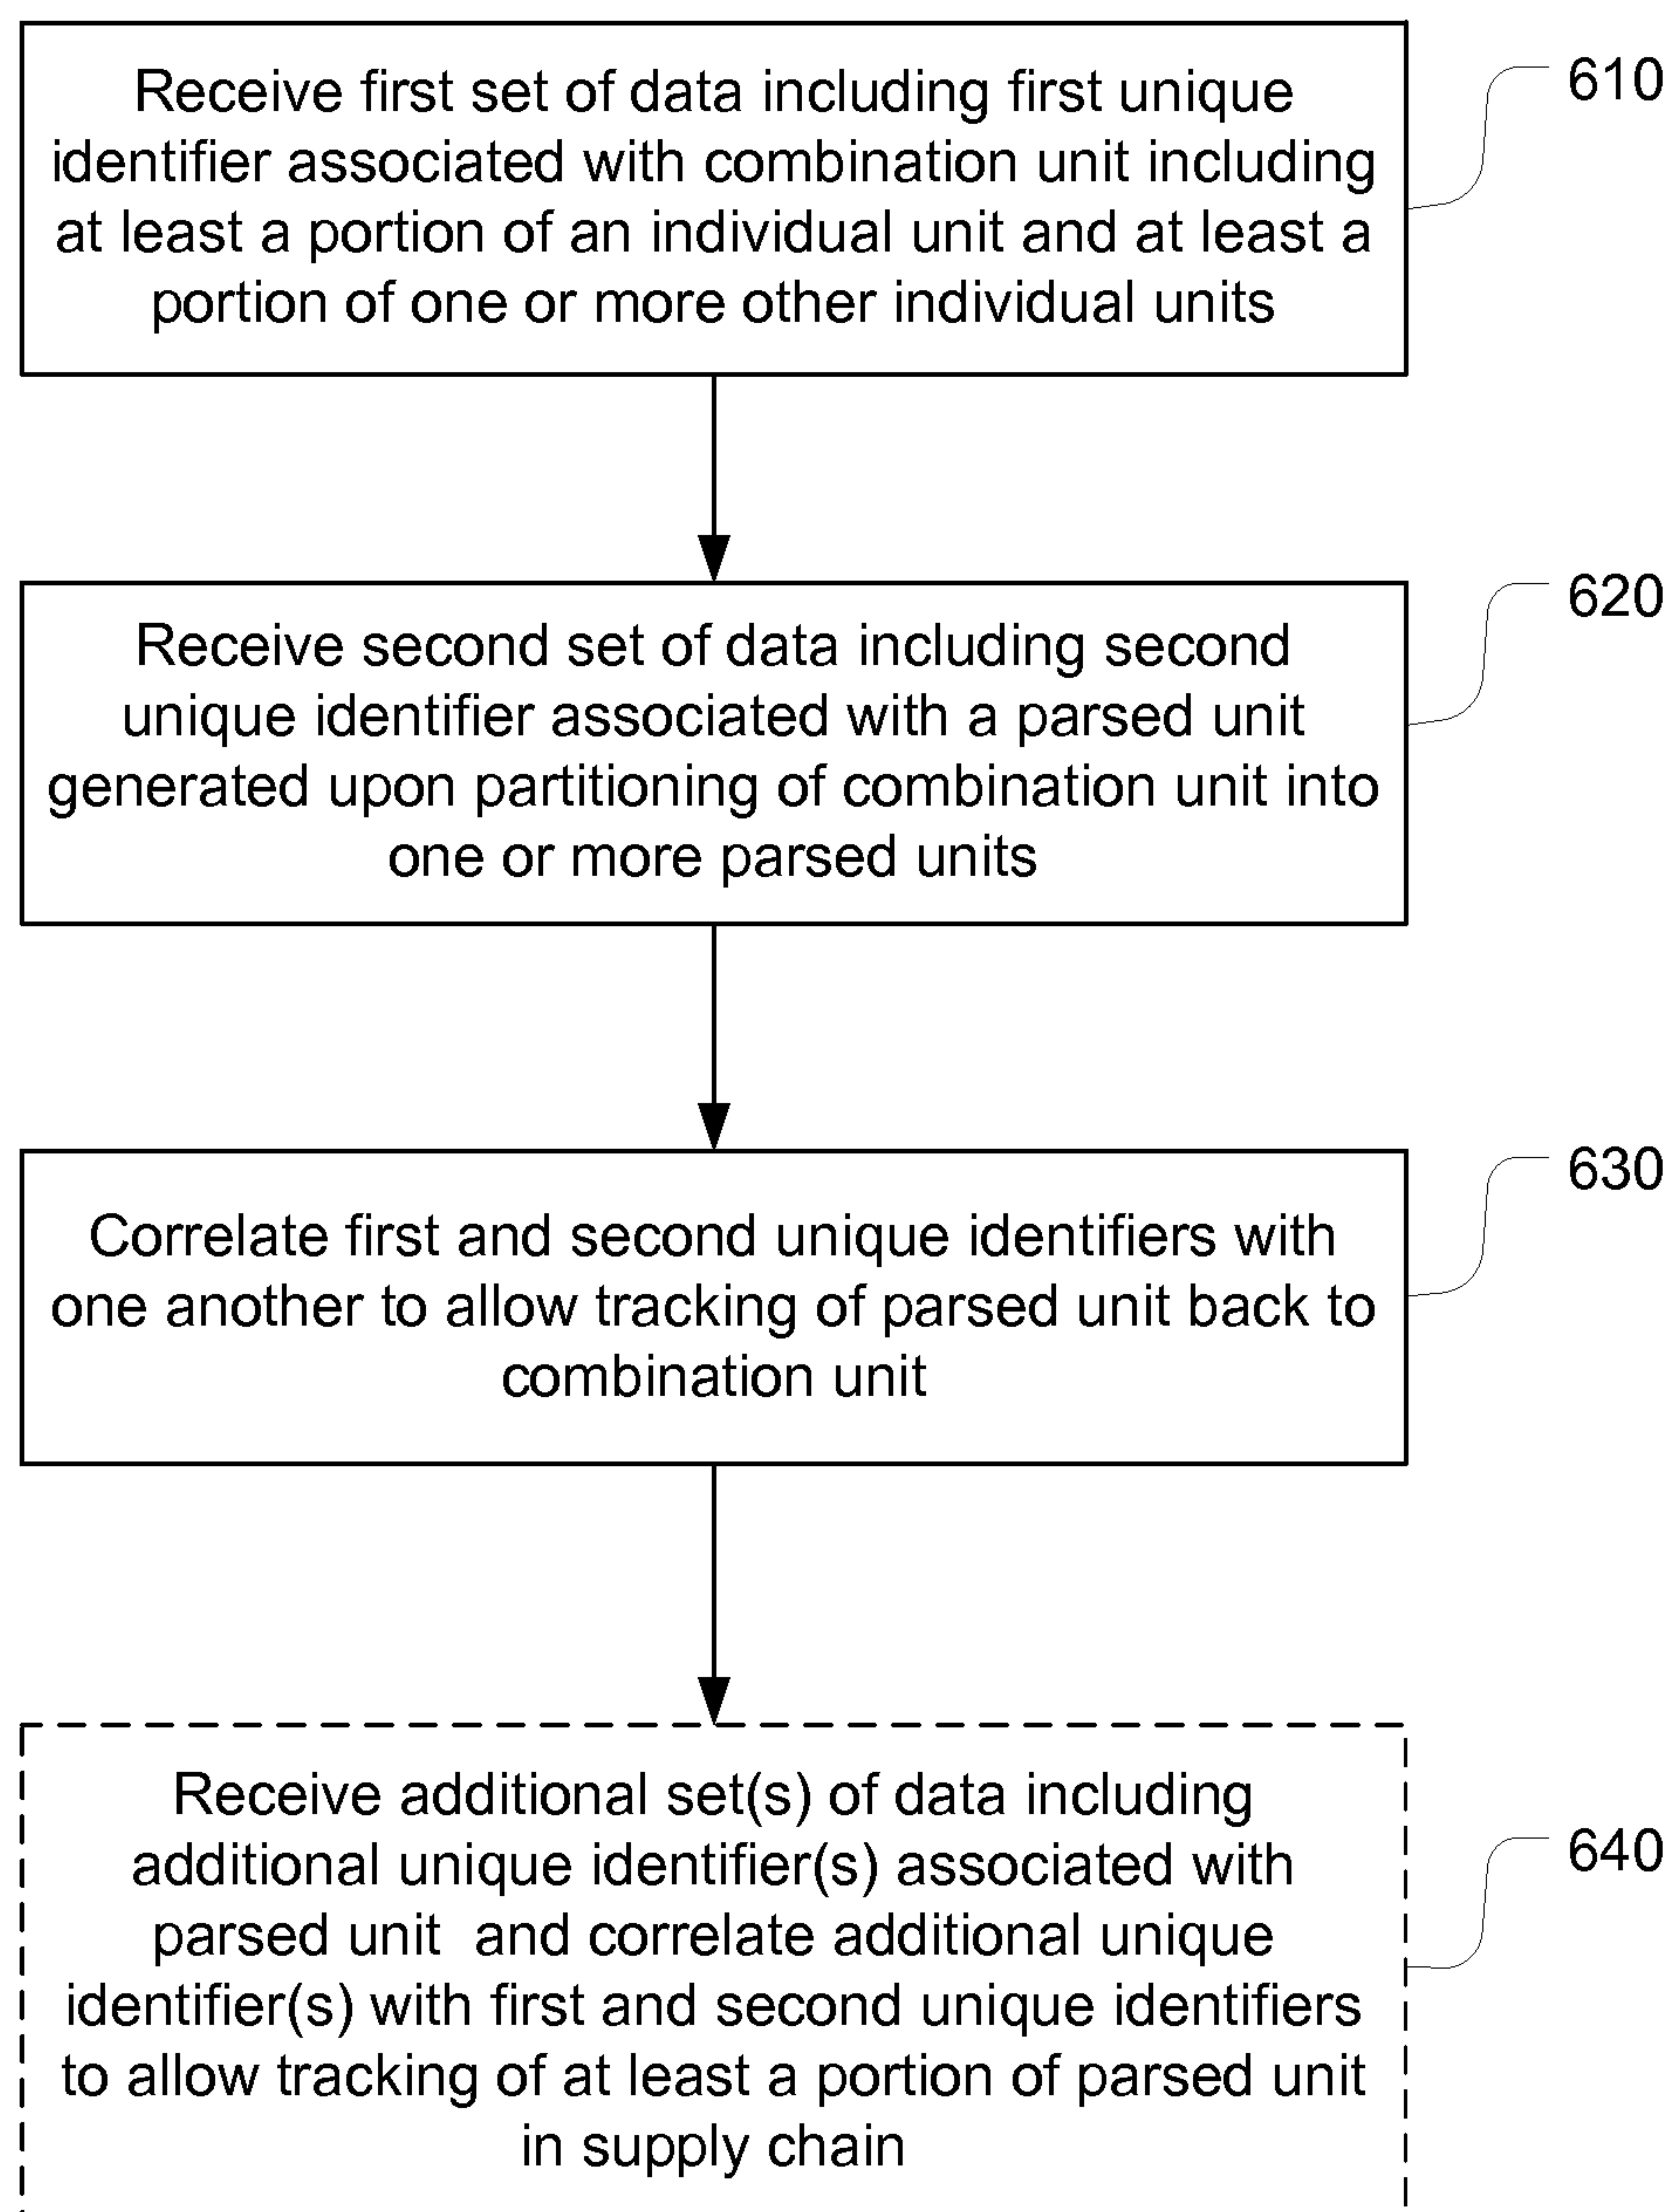 Receive first set of data including first unique
identifier associated with combination unit including
at least a portion of an individual unit and at least a
portion of one or more other individual units
610
Receive second set of data including second
unique identifier associated with a parsed unit
generated upon partitioning of combination unit into
one or more parsed units
620
Correlate first and second unique identifiers with
one another to allow tracking of parsed unit back to
combination unit
630
Receive additional set(s) of data including
additional unique identifier(s) associated with
parsed unit  and correlate additional unique
identifier(s) with first and second unique identifiers
to allow tracking of at least a portion of parsed unit
in supply chain
640